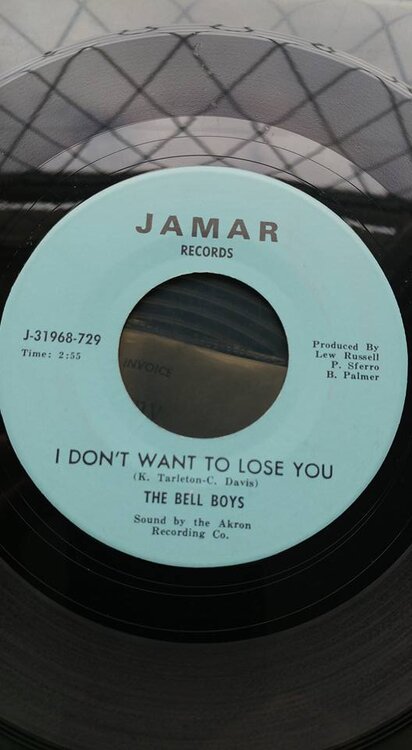 JAMAR
RECORDS
J-31968-729
Time: 2:55
Produced By
Lew Russell
P. Sferro
B. Palmer
INVOICE
I DON'T WANT TO LOSE YOU
(K. Tarleton-C. Davis)
THE BELL BOYS
Sound by the Akron
Recording Co.